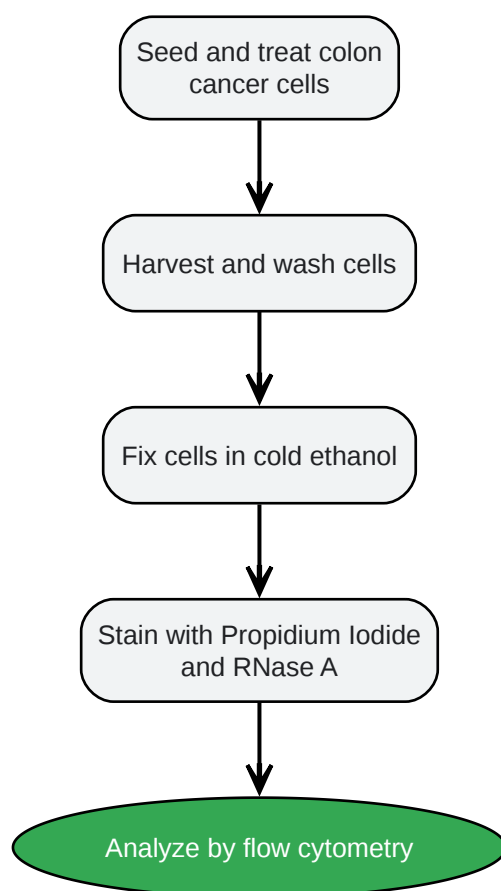 Seed and treat colon
cancer cells
Harvest and wash cells
Fix cells in cold ethanol
Stain with Propidium Iodide
and RNase A
Analyze by flow cytometry